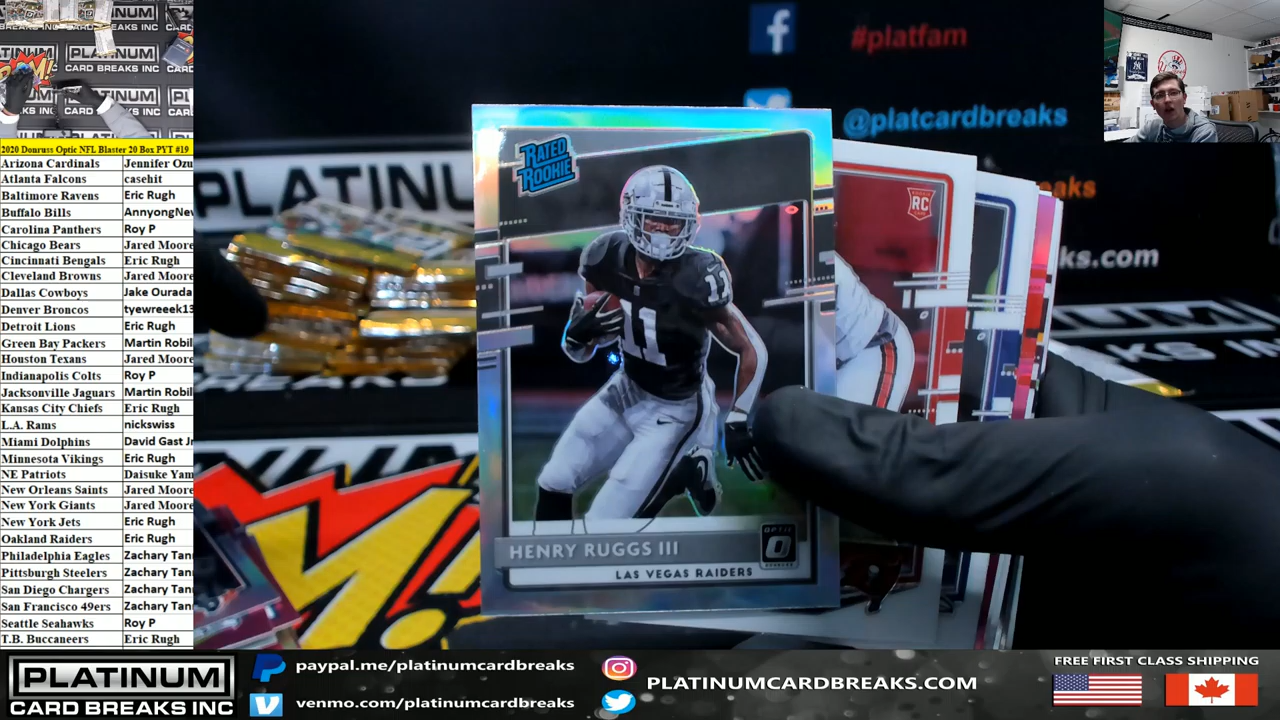 PLATINUM
CARD BREAKS INC
#platfam
@platcardbreaks
2020 Donruss Optic NFL Blaster 20 Box PYT #19
Arizona Cardinals Jennifer Ozu
Atlanta Falcons casehit
Baltimore Ravens Eric Rugh
Buffalo Bills AnnyongNev
Carolina Panthers Roy P
Chicago Bears Jared Moore
Cincinnati Bengals Eric Rugh
Cleveland Browns Jared Moore
Dallas Cowboys Jake Ourada
Denver Broncos tyewreeek13
Detroit Lions Eric Rugh
Green Bay Packers Martin Robil
Houston Texans Jared Moore
Indianapolis Colts Roy P
Jacksonville Jaguars Martin Robil
Kansas City Chiefs Eric Rugh
L.A. Rams nickswiss
Miami Dolphins David Gast Jr
Minnesota Vikings Eric Rugh
NE Patriots Daisuke Yam
New Orleans Saints Jared Moore
New York Giants Jared Moore
New York Jets Eric Rugh
Oakland Raiders Eric Rugh
Philadelphia Eagles Zachary Tan
Pittsburgh Steelers Zachary Tan
San Diego Chargers Zachary Tan
San Francisco 49ers Zachary Tan
Seattle Seahawks Roy P
T.B. Buccaneers Eric Rugh
RATED
ROOKIE
RC
11
11
HENRY RUGGS III
OPTIC
LAS VEGAS RAIDERS
eaks
ks.com
PLATINUM
CARD BREAKS INC
paypal.me/platinumcardbreaks
venmo.com/platinumcardbreaks
PLATINUMCARDBREAKS.COM
FREE FIRST CLASS SHIPPING